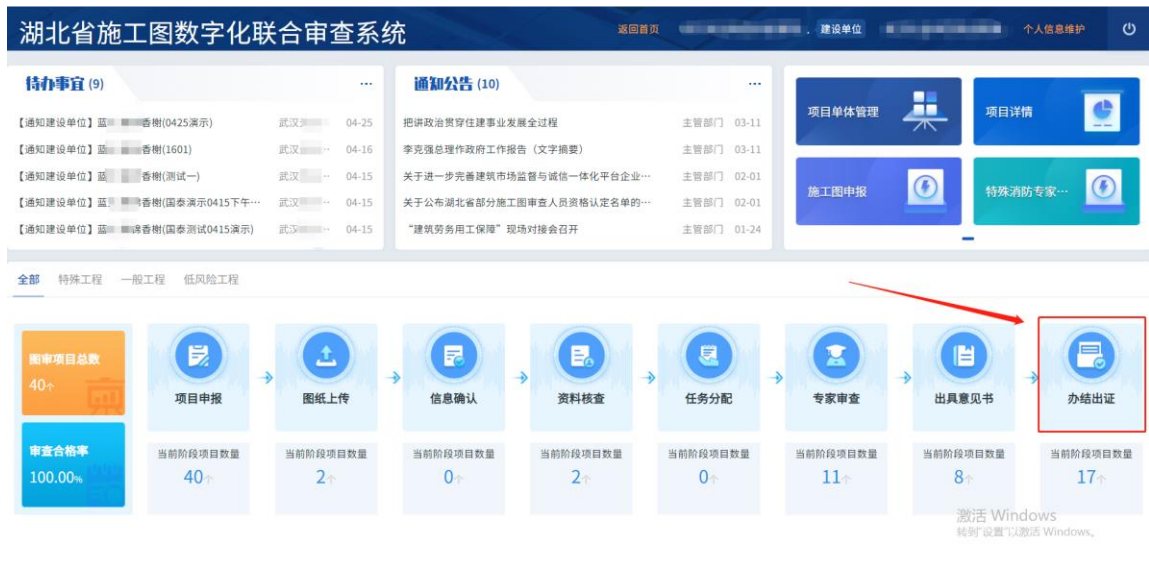 湖北省施工图数字化联合审查系统
返回首页
, 建设单位
个人信息维护
待办事宜 (9)
【通知建设单位】蓝 香榭(0425演示) 武汉 04-25
【通知建设单位】蓝 香榭(1601) 武汉 ··· 04-16
【通知建设单位】蓝 香榭(测试一) 武汉 ··· 04-15
【通知建设单位】蓝 香榭(国泰演示0415下午··· 武汉 ··· 04-15
【通知建设单位】蓝 锦香榭(国泰测试0415演示) 武汉 ··· 04-15
通知公告 (10)
把讲政治贯穿住建事业发展全过程 主管部门 03-11
李克强总理作政府工作报告（文字摘要） 主管部门 03-11
关于进一步完善建筑市场监督与诚信一体化平台企业··· 主管部门 02-01
关于公布湖北省部分施工图审查人员资格认定名单的··· 主管部门 02-01
“建筑劳务用工保障”现场对接会召开 主管部门 01-24
项目单体管理
项目详情
施工图申报
特殊消防专家···
全部 特殊工程 一般工程 低风险工程
图审项目总数
40个
审查合格率
100.00%
项目申报
图纸上传
信息确认
资料核查
任务分配
专家审查
出具意见书
办结出证
当前阶段项目数量
40个
当前阶段项目数量
2个
当前阶段项目数量
0个
当前阶段项目数量
2个
当前阶段项目数量
0个
当前阶段项目数量
11个
当前阶段项目数量
8个
当前阶段项目数量
17个
激活 Windows
转到"设置"以激活 Windows。